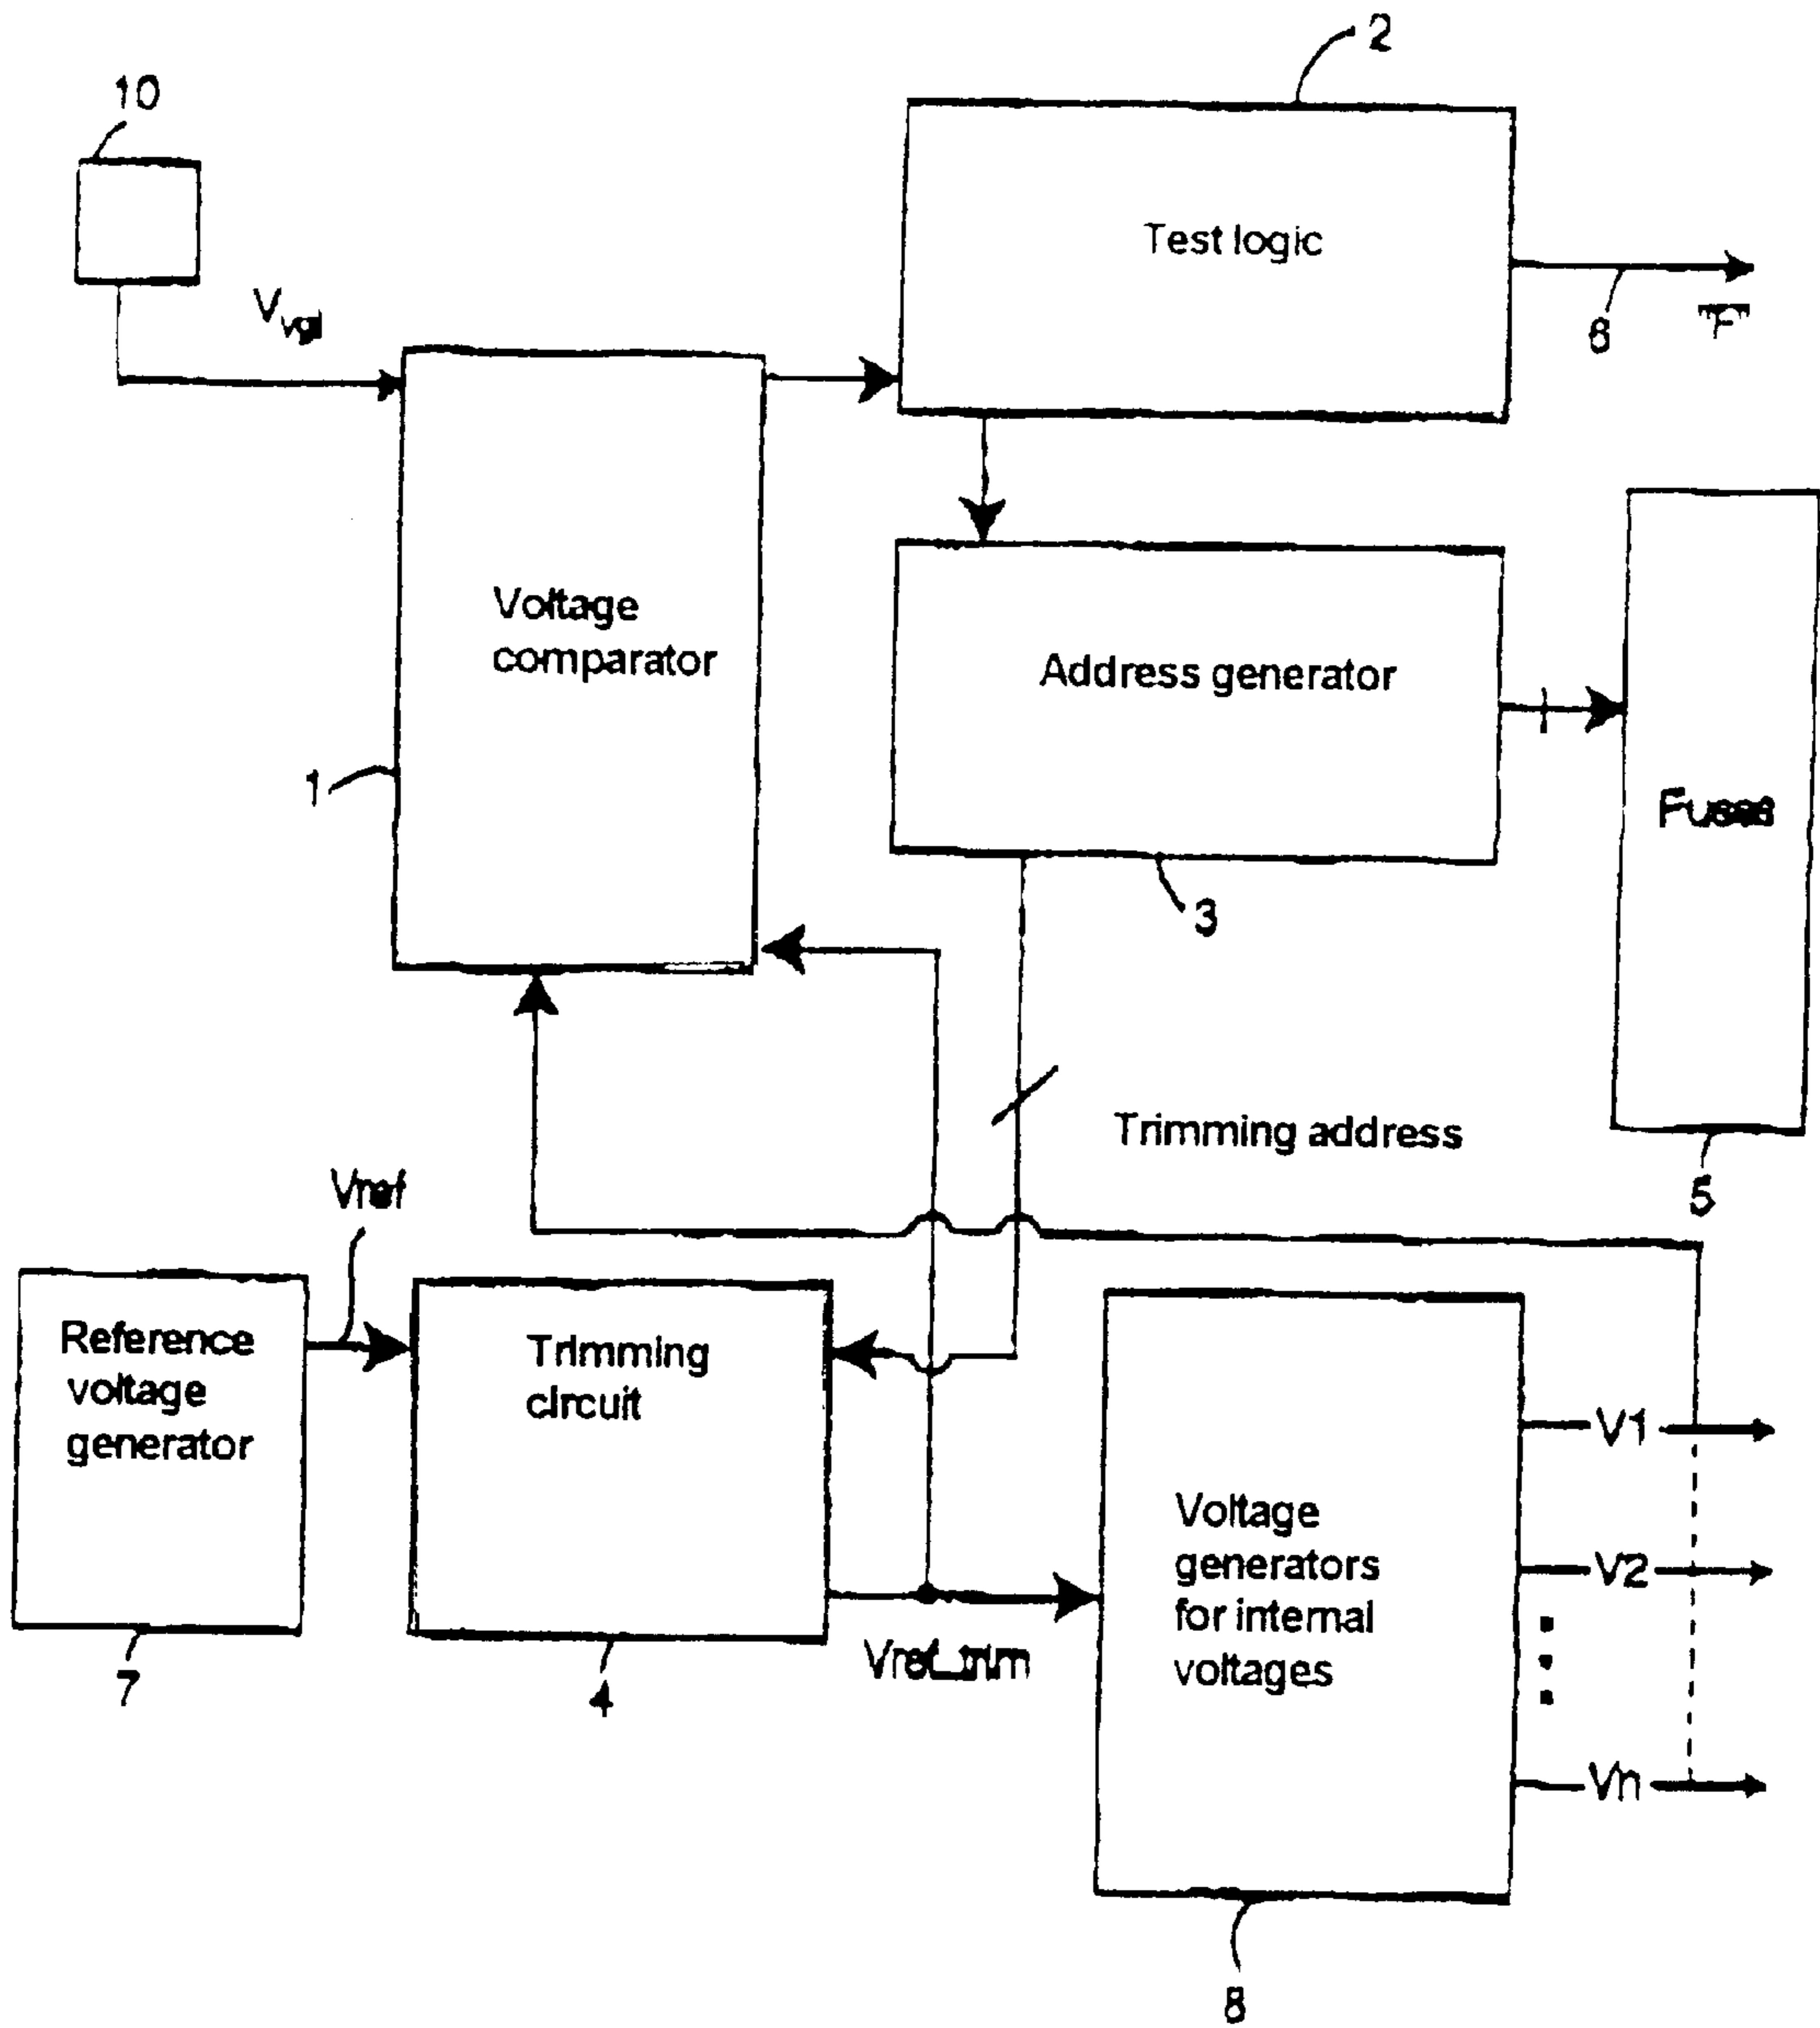 2
10
Test logic
V_vgl
6
Voltage
comparator
Address generator
Fuses
1
3
Trimming address
5
Vref
Reference
voltage
generator
Trimming
circuit
V1
Voltage
generators
for internal
voltages
V2
Vref_trim
Vn
7
4
8